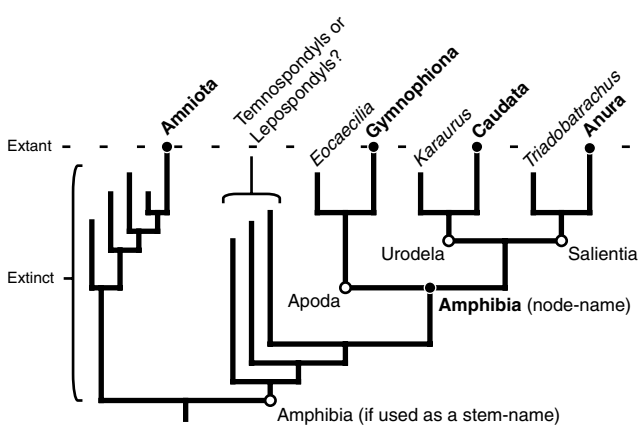 Temnospondyls or
Lepospondyls?
Amniota
Eocaecilia
Gymnophiona
Karaurus
Caudata
Triadobatrachus
Anura
Extant
Extinct
Urodela
Salientia
Apoda
Amphibia (node-name)
Amphibia (if used as a stem-name)